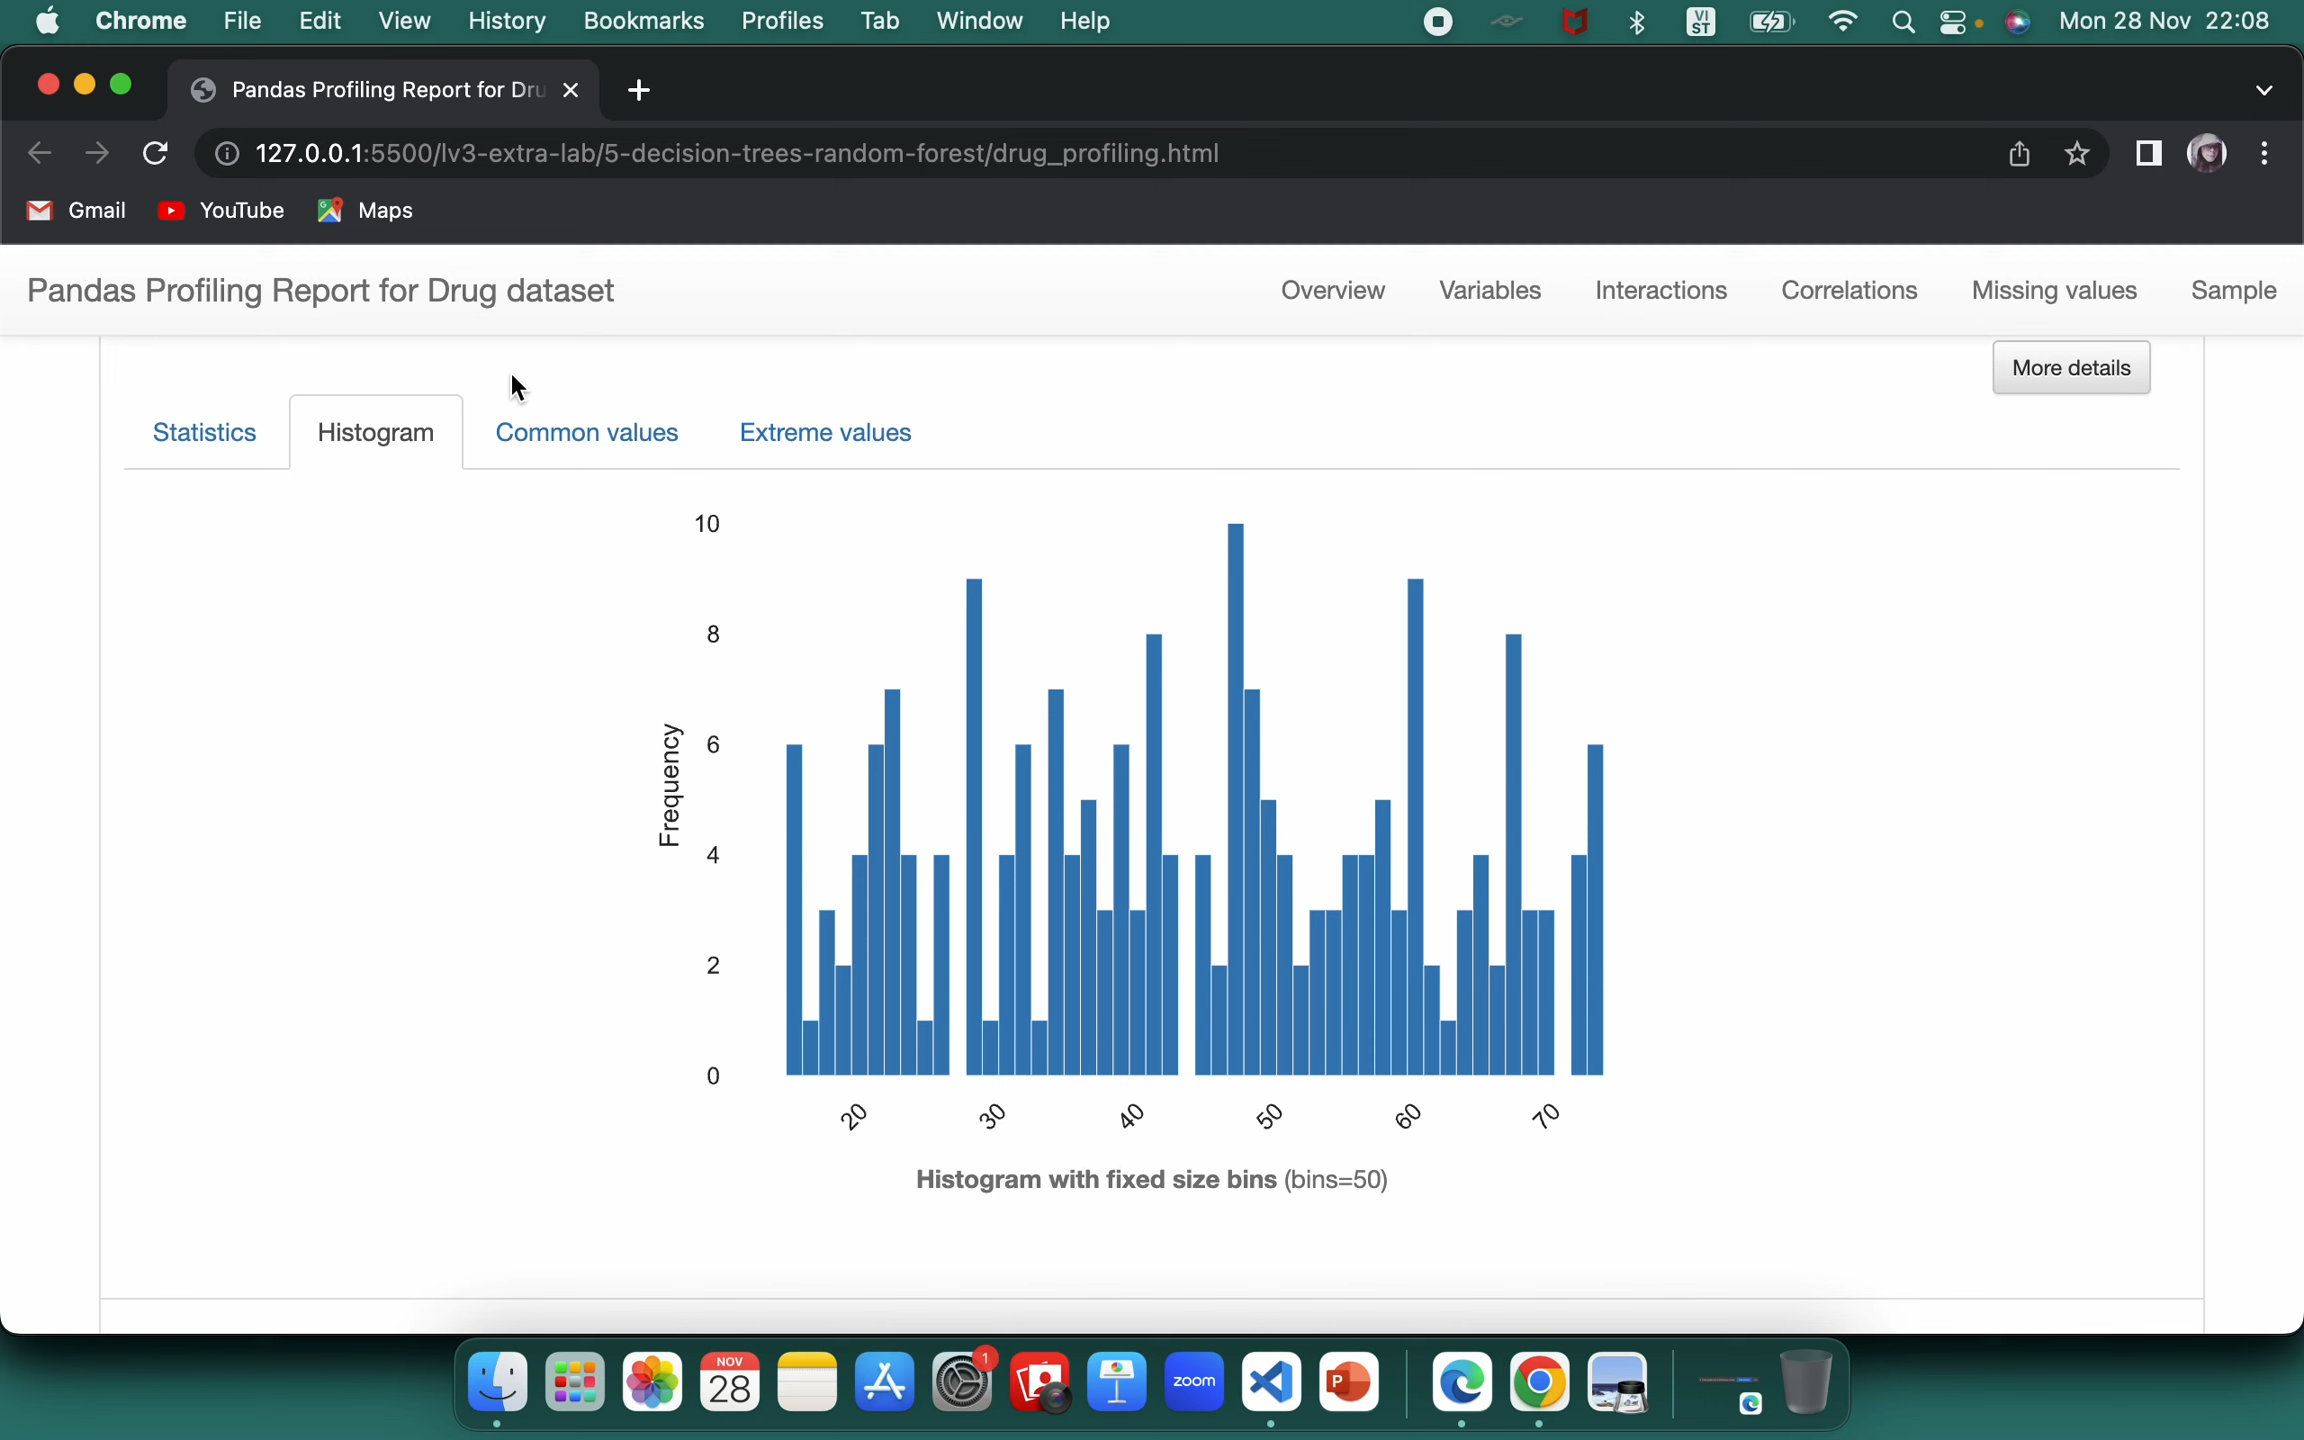 Chrome File Edit View History Bookmarks Profiles Tab Window Help VI ST Mon 28 Nov 22:08
Pandas Profiling Report for Dru
127.0.0.1:5500/lv3-extra-lab/5-decision-trees-random-forest/drug_profiling.html
Gmail YouTube Maps
Pandas Profiling Report for Drug dataset Overview Variables Interactions Correlations Missing values Sample
More details
Statistics Histogram Common values Extreme values
10
8
6
4
2
0
Frequency
20 30 40 50 60 70
Histogram with fixed size bins (bins=50)
NOV
28
1
zoom
P